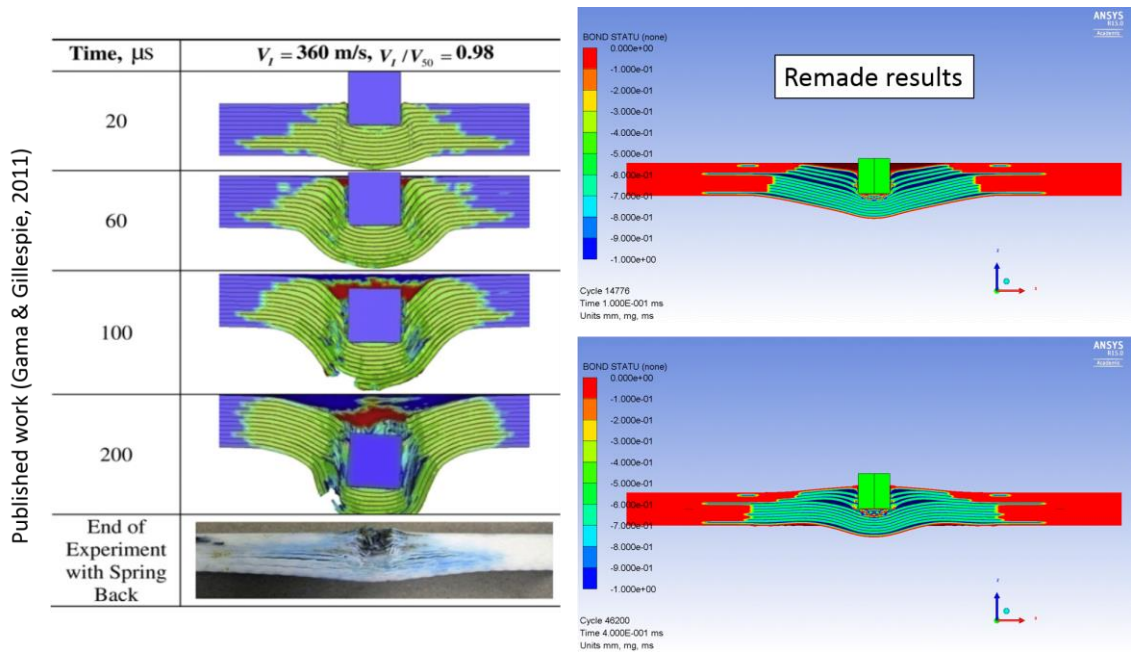 Published work (Gama & Gillespie, 2011)
Time, μs
V_I = 360 m/s, V_I / V_50 = 0.98
20
60
100
200
End of
Experiment
with Spring
Back
ANSYS
R15.0
Academic
BOND STATU (none)
0.000e+00
-1.000e-01
-2.000e-01
-3.000e-01
-4.000e-01
-5.000e-01
-6.000e-01
-7.000e-01
-8.000e-01
-9.000e-01
-1.000e+00
Remade results
Cycle 14776
Time 1.000E-001 ms
Units mm, mg, ms
ANSYS
R15.0
Academic
BOND STATU (none)
0.000e+00
-1.000e-01
-2.000e-01
-3.000e-01
-4.000e-01
-5.000e-01
-6.000e-01
-7.000e-01
-8.000e-01
-9.000e-01
-1.000e+00
Cycle 46200
Time 4.000E-001 ms
Units mm, mg, ms